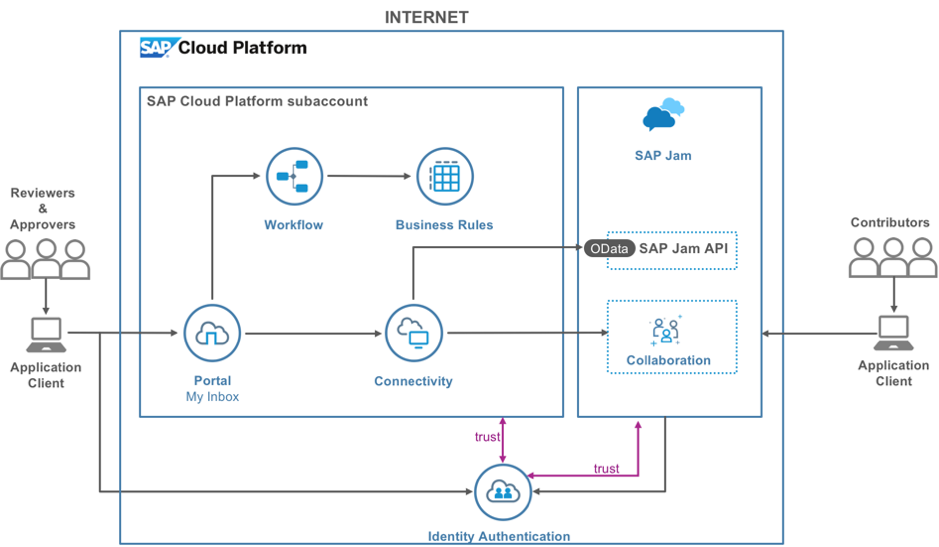 INTERNET
SAP Cloud Platform
SAP Cloud Platform subaccount
SAP Jam
Workflow
Business Rules
Reviewers
&
Approvers
Contributors
OData SAP Jam API
Application
Client
Portal
My Inbox
Connectivity
Collaboration
Application
Client
trust
trust
Identity Authentication